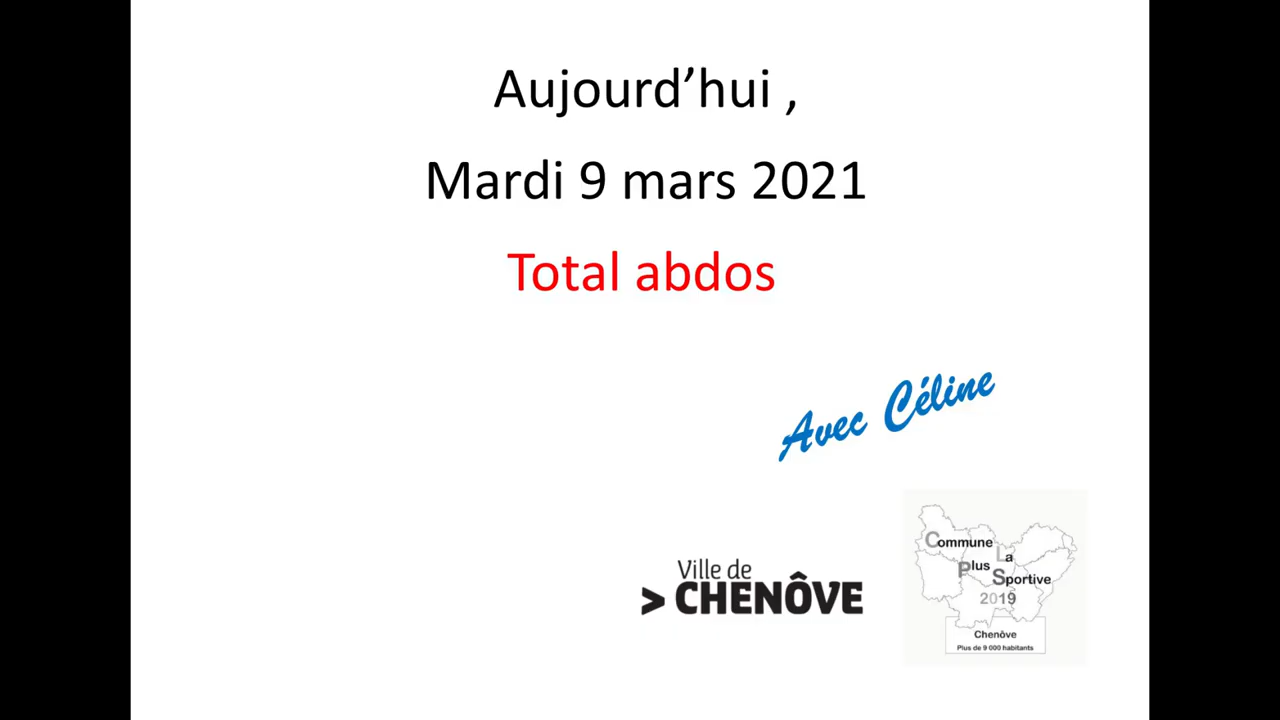 Aujourd’hui ,
Mardi 9 mars 2021
Total abdos
Avec Céline
Ville de
> CHENÔVE
Commune La
Plus Sportive
2019
Chenôve
Plus de 9 000 habitants